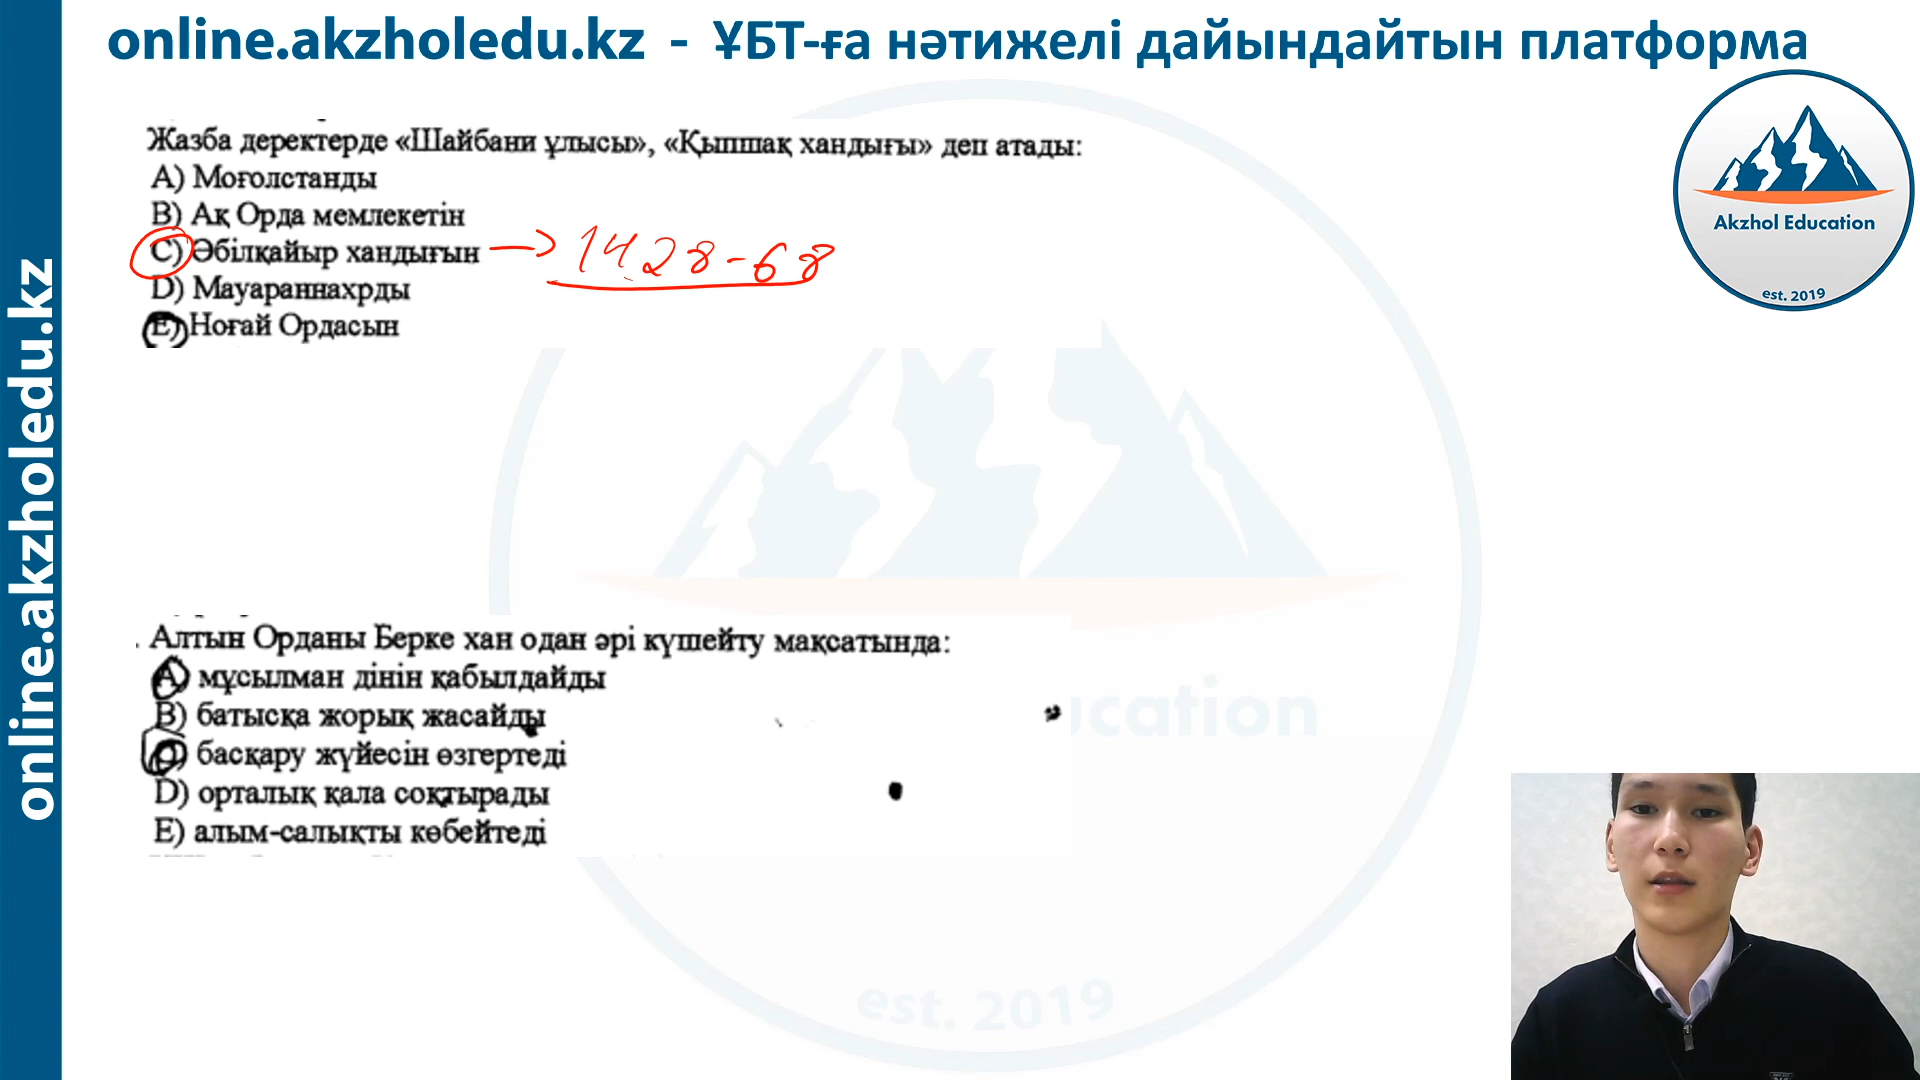 online.akzholedu.kz - ҰБТ-ға нәтижелі дайындайтын платформа
Жазба деректерде «Шайбани ұлысы», «Қыпшақ хандығы» деп атады:
A) Моғолстанды
B) Ақ Орда мемлекетін
C) Әбілқайыр хандығын → 1428-68
D) Мауараннахрды
E) Ноғай Ордасын
Алтын Орданы Берке хан одан әрі күшейту мақсатында:
A) мұсылман дінін қабылдайды
B) батысқа жорық жасайды
C) басқару жүйесін өзгертеді
D) орталық қала соқтырады
E) алым-салықты көбейтеді
online.akzholedu.kz
Akzhol Education
est. 2019
ucation
est. 2019